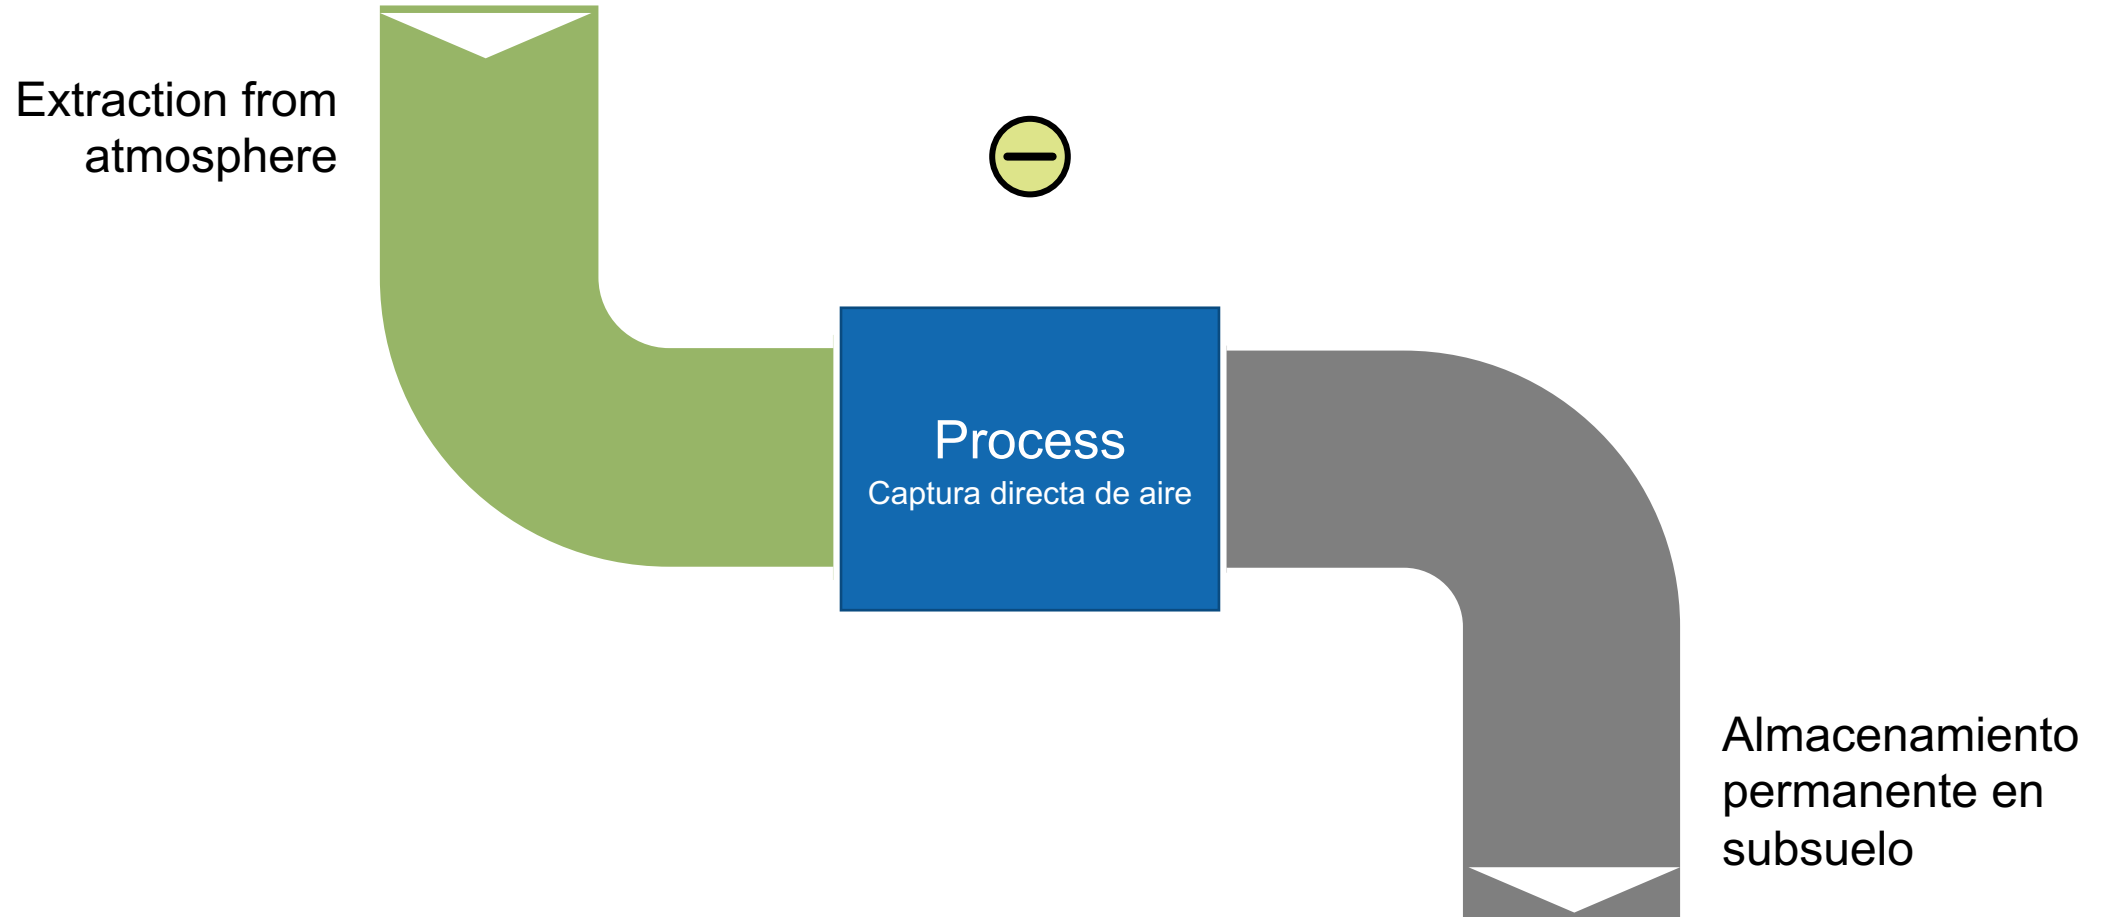 Extraction from
atmosphere
Process
Captura directa de aire
Almacenamiento
permanente en
subsuelo